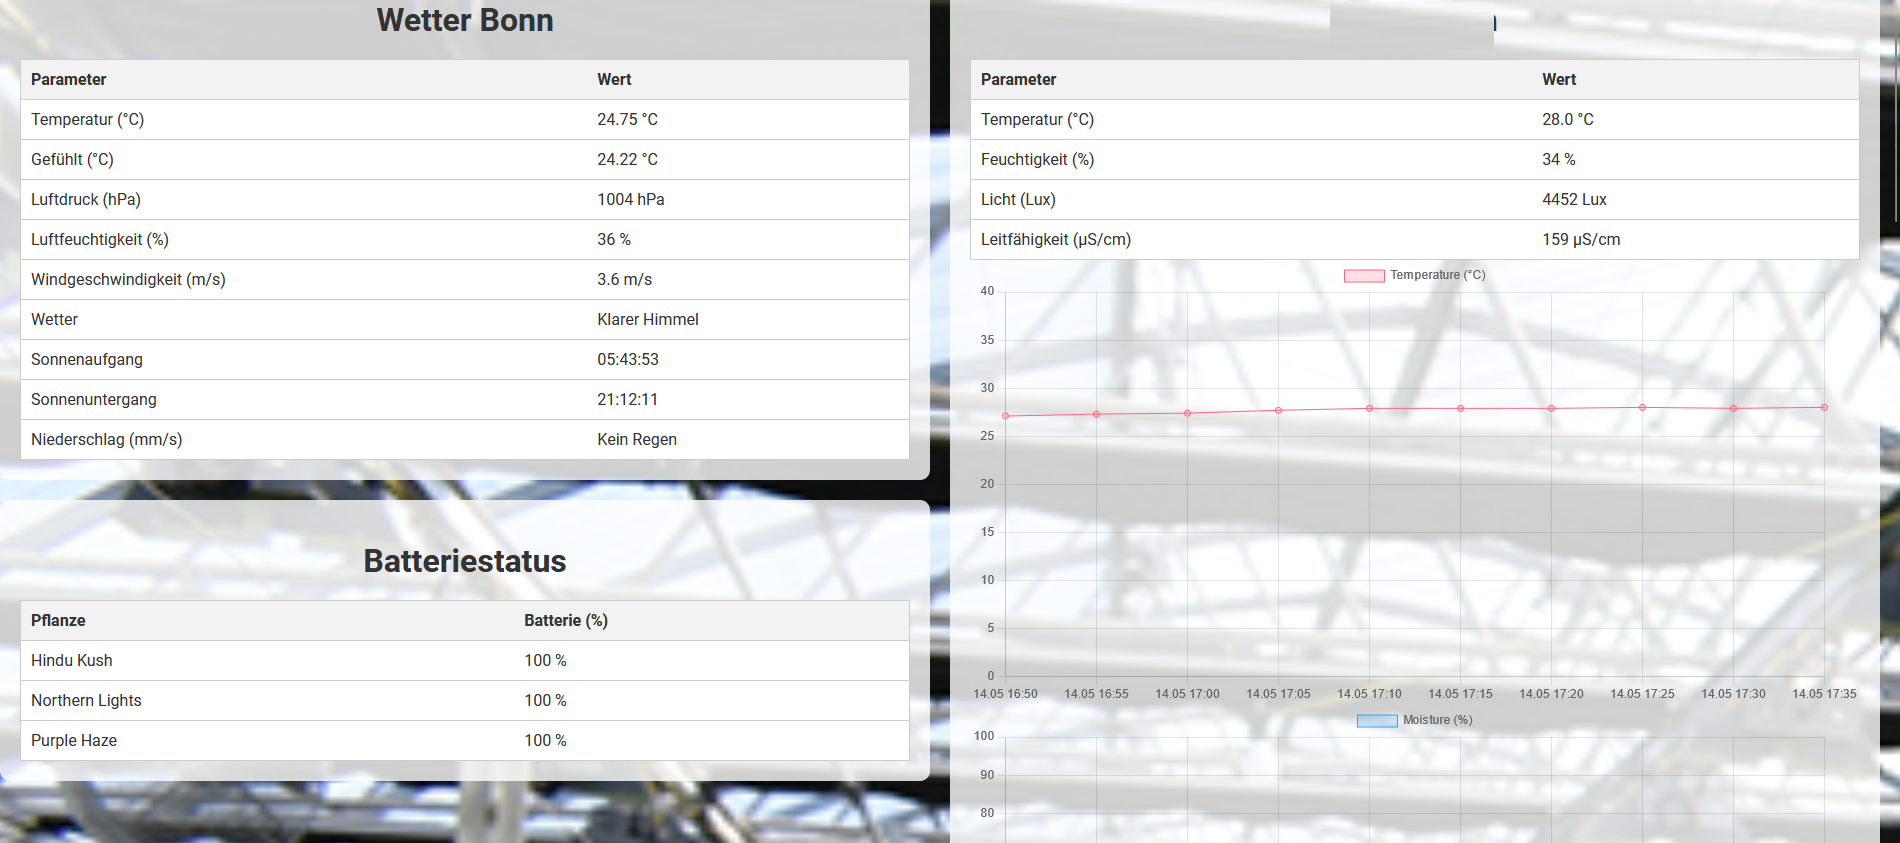 Wetter Bonn
Parameter Wert
Temperatur (°C) 24.75 °C
Gefühlt (°C) 24.22 °C
Luftdruck (hPa) 1004 hPa
Luftfeuchtigkeit (%) 36 %
Windgeschwindigkeit (m/s) 3.6 m/s
Wetter Klarer Himmel
Sonnenaufgang 05:43:53
Sonnenuntergang 21:12:11
Niederschlag (mm/s) Kein Regen
Batteriestatus
Pflanze Batterie (%)
Hindu Kush 100 %
Northern Lights 100 %
Purple Haze 100 %
Parameter Wert
Temperatur (°C) 28.0 °C
Feuchtigkeit (%) 34 %
Licht (Lux) 4452 Lux
Leitfähigkeit (µS/cm) 159 µS/cm
Temperature (°C)
40
35
30
25
20
15
10
5
0
14.05 16:50 14.05 16:55 14.05 17:00 14.05 17:05 14.05 17:10 14.05 17:15 14.05 17:20 14.05 17:25 14.05 17:30 14.05 17:35
Moisture (%)
100
90
80